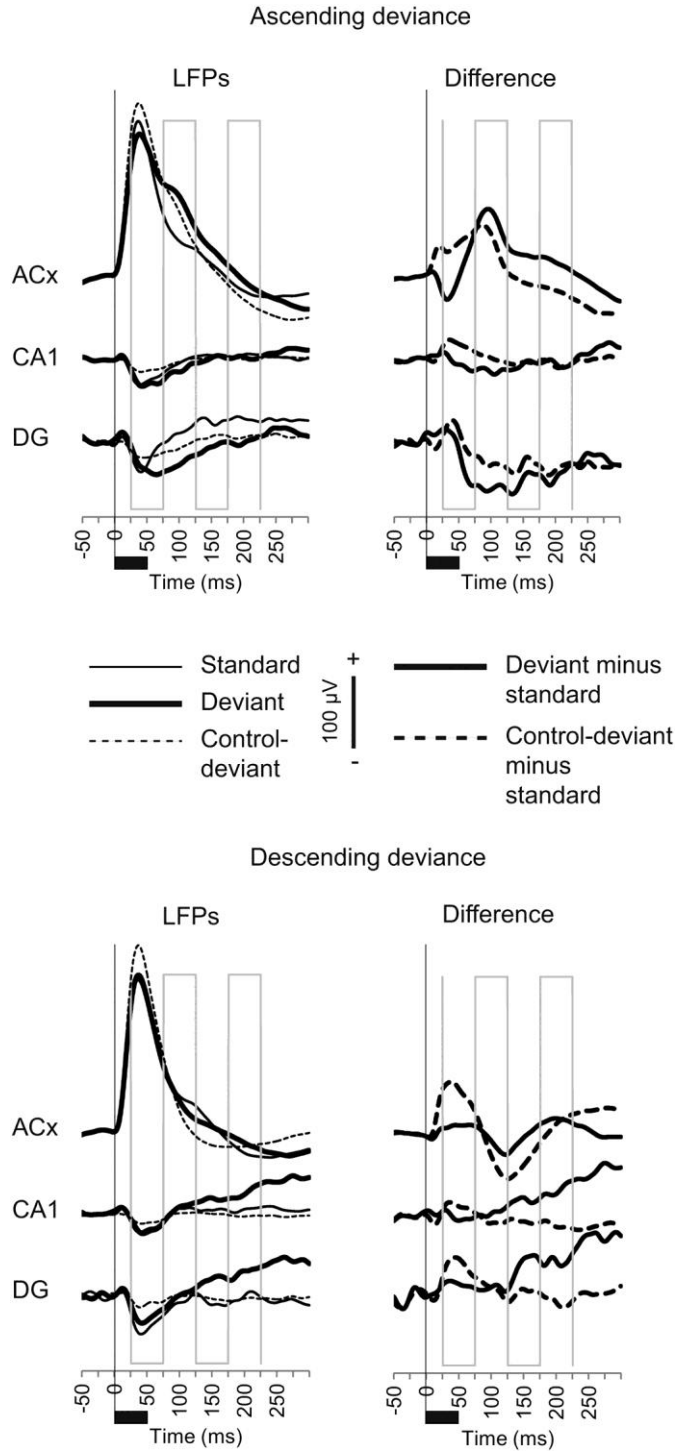 Ascending deviance
LFPs
Difference
ACx
CA1
DG
-50 0 50 100 150 200 250
-50 0 50 100 150 200 250
Time (ms)
Time (ms)
Standard
Deviant
Control-
deviant
+
100 µV
-
Deviant minus
standard
Control-deviant
minus
standard
Descending deviance
LFPs
Difference
ACx
CA1
DG
-50 0 50 100 150 200 250
-50 0 50 100 150 200 250
Time (ms)
Time (ms)